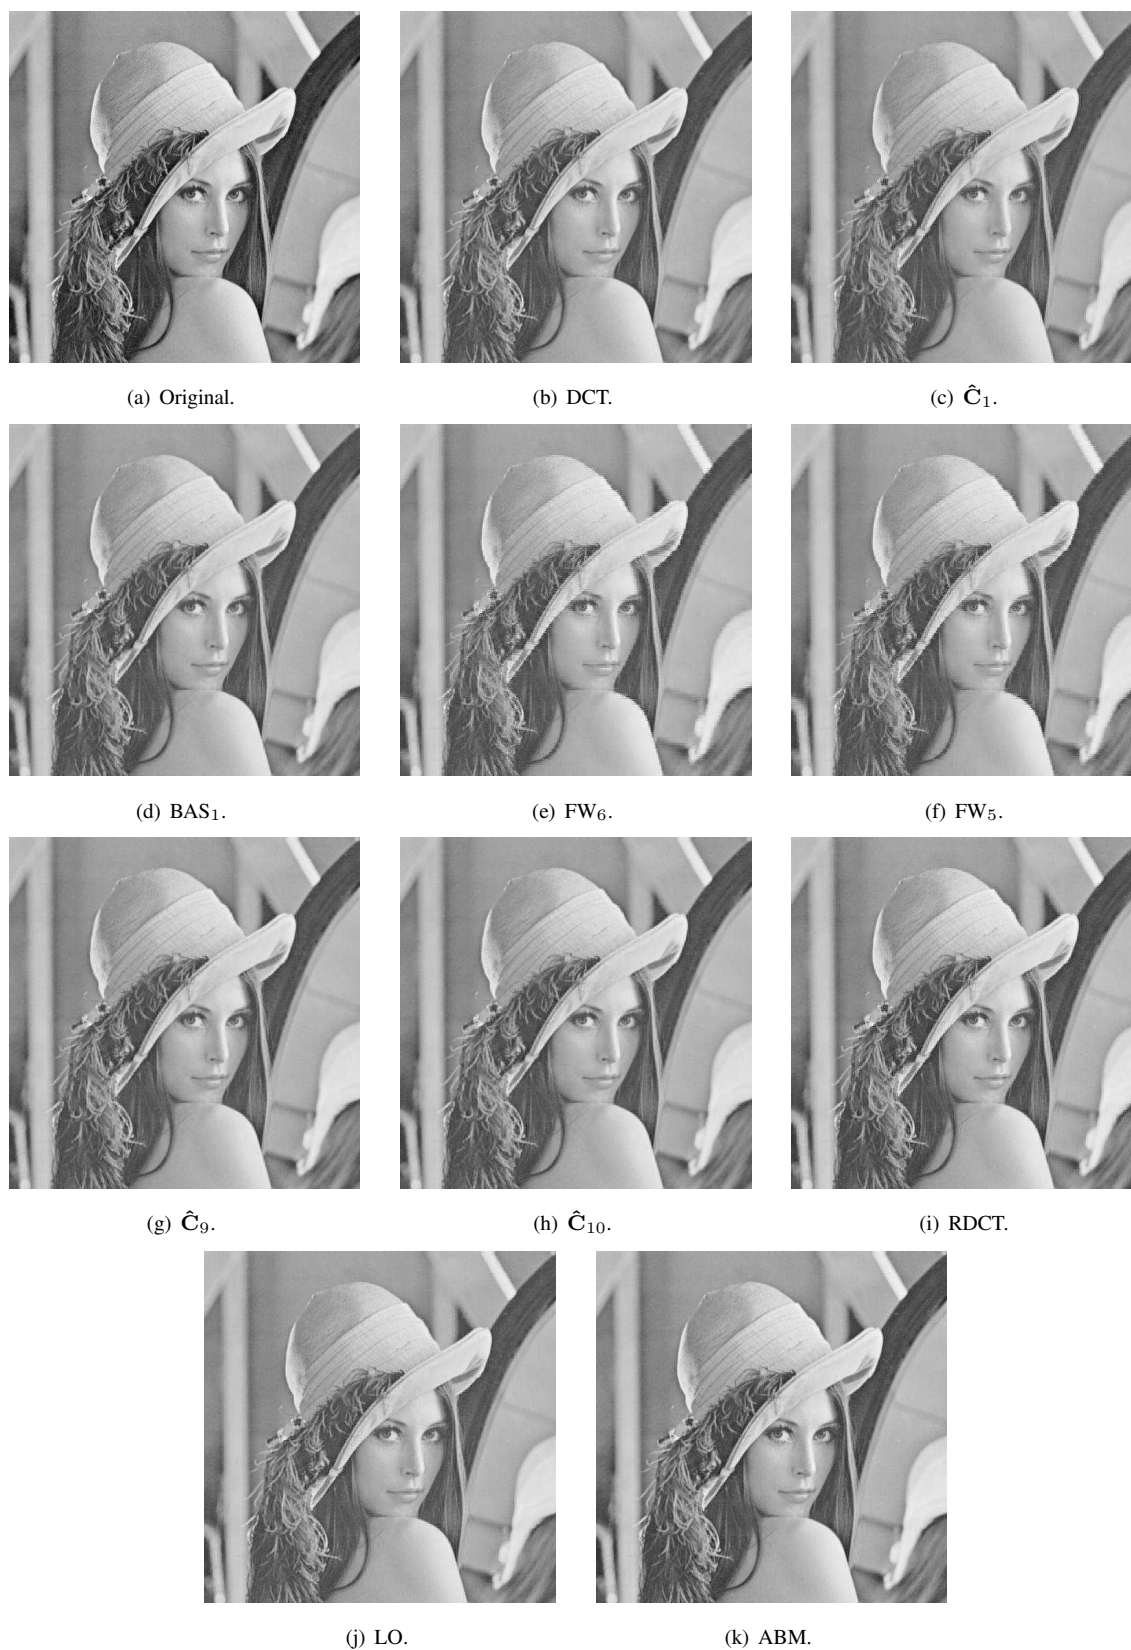 (a) Original.
(b) DCT.
(c) Ĉ₁.
(d) BAS₁.
(e) FW₆.
(f) FW₅.
(g) Ĉ₉.
(h) Ĉ₁₀.
(i) RDCT.
(j) LO.
(k) ABM.